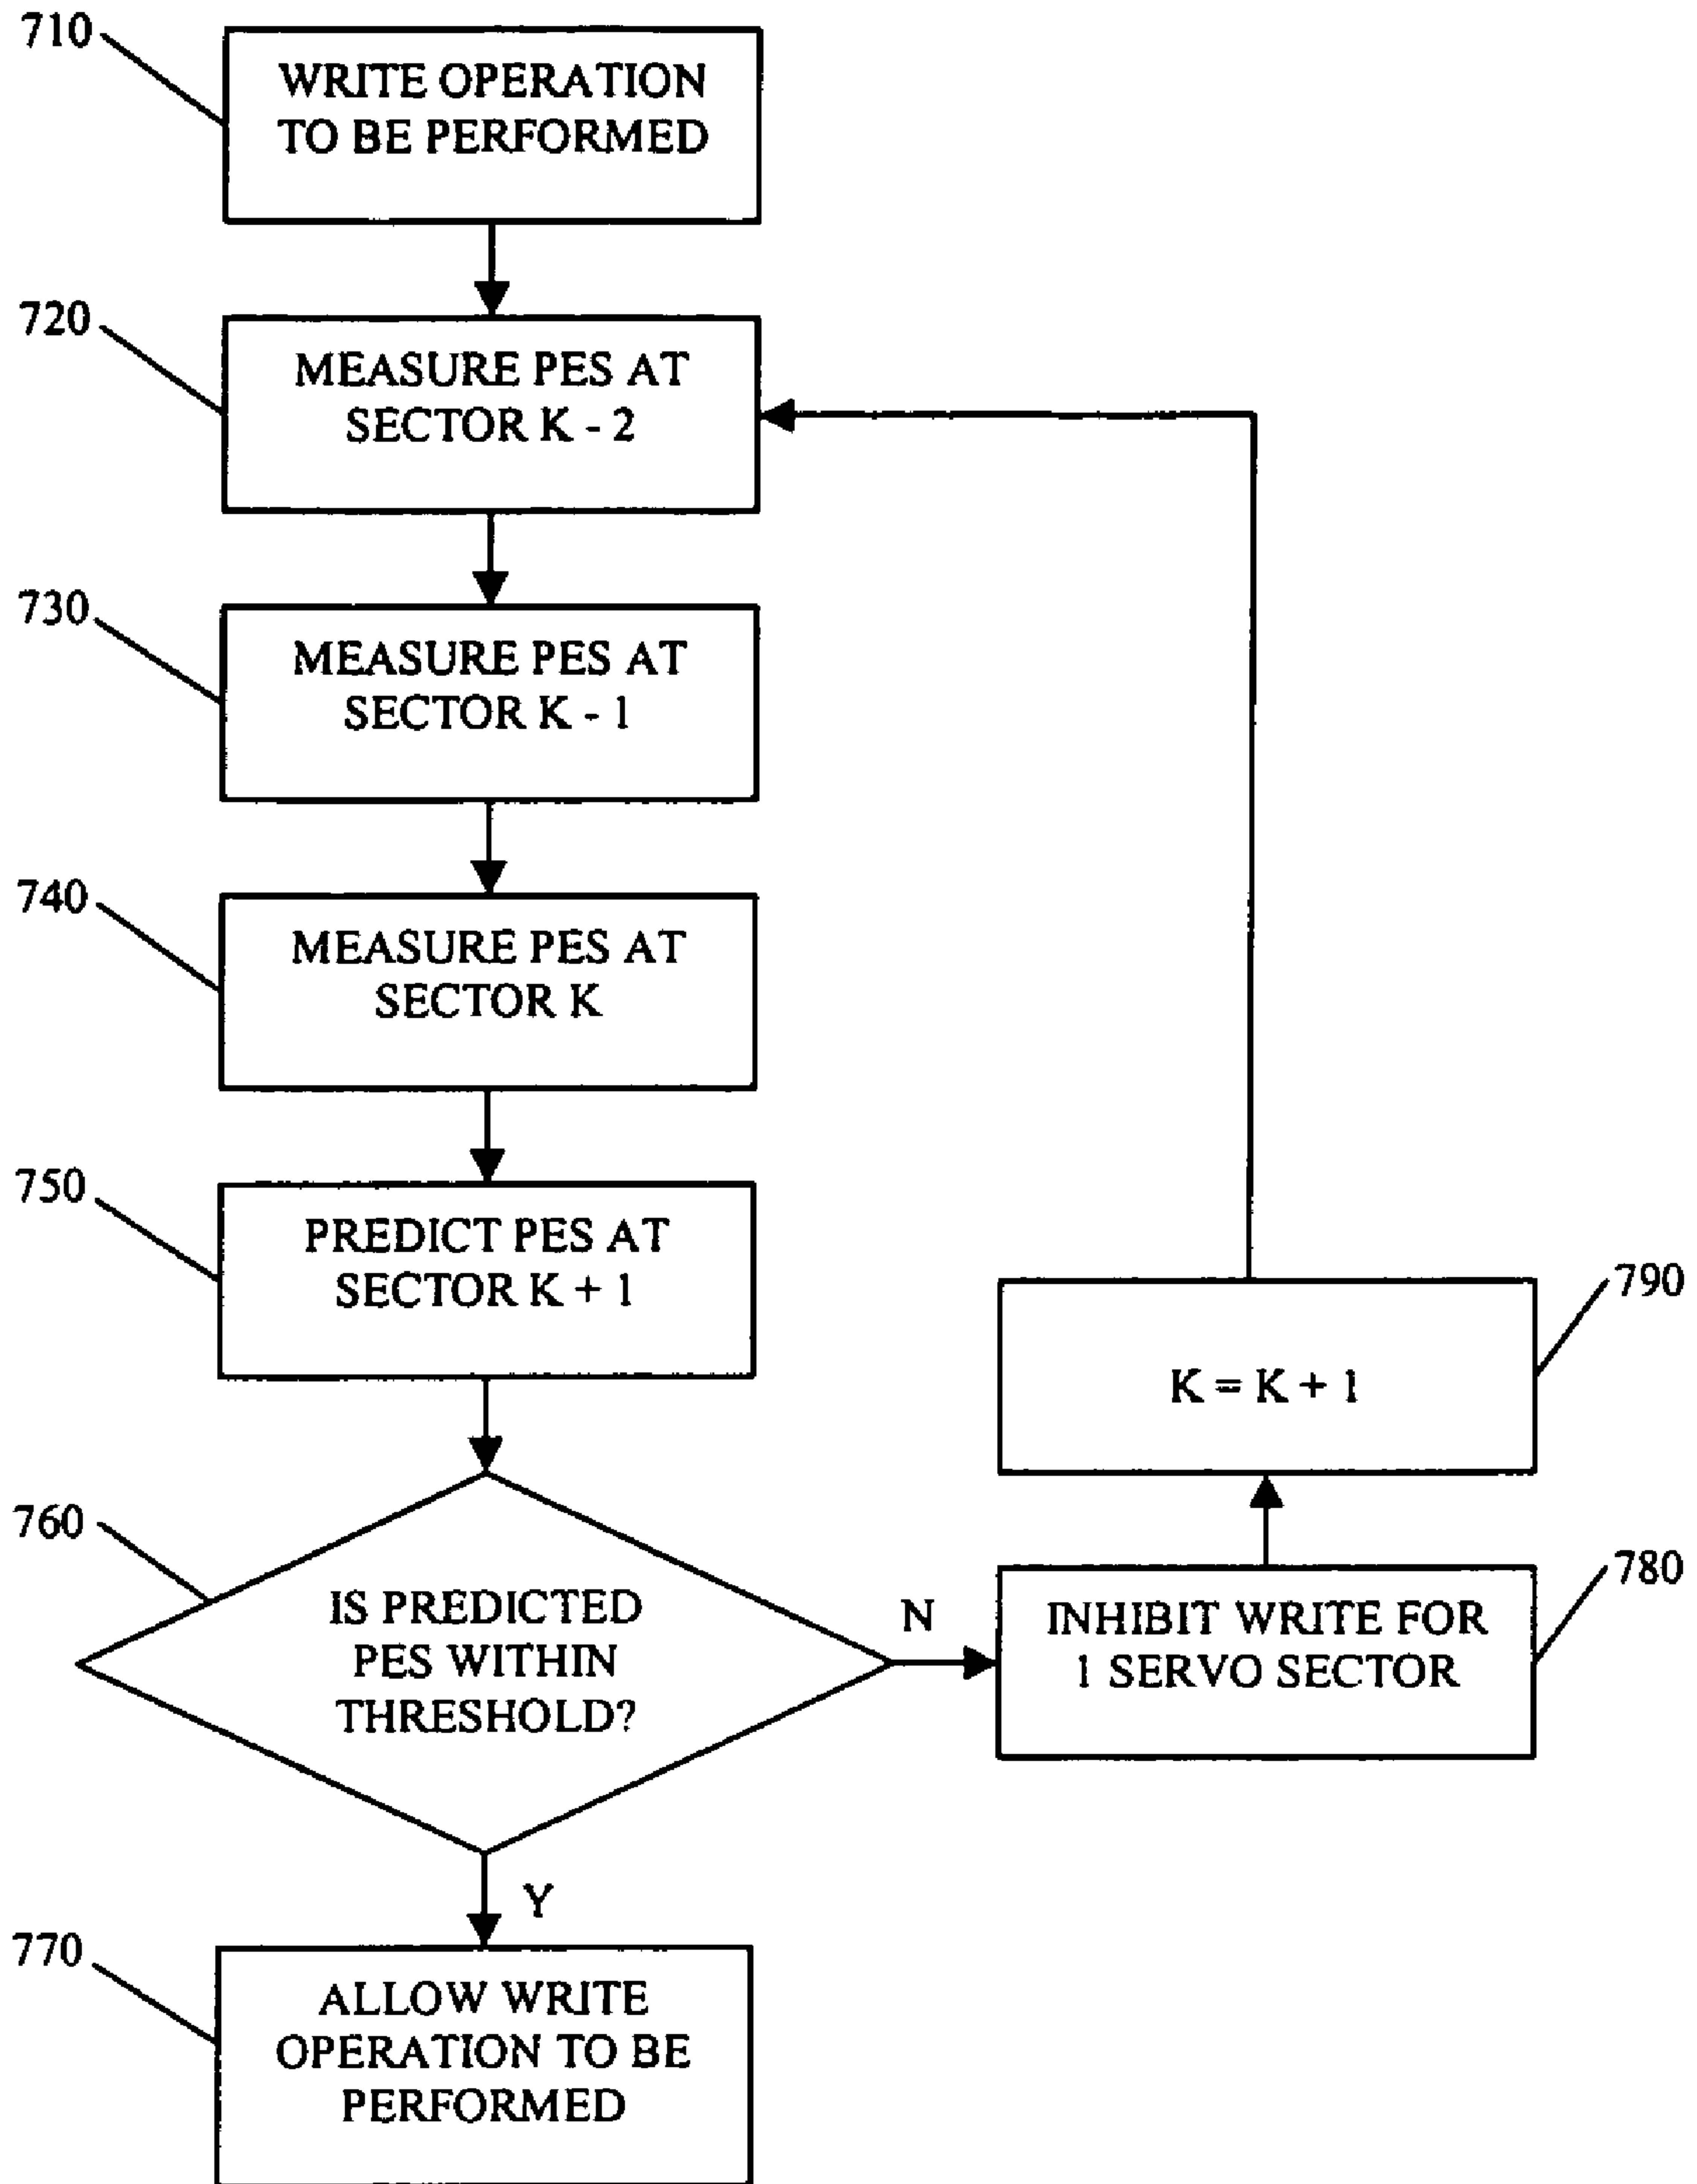 710
WRITE OPERATION
TO BE PERFORMED
720
MEASURE PES AT
SECTOR K - 2
730
MEASURE PES AT
SECTOR K - 1
740
MEASURE PES AT
SECTOR K
750
PREDICT PES AT
SECTOR K + 1
790
K = K + 1
760
IS PREDICTED
PES WITHIN
THRESHOLD?
N
780
INHIBIT WRITE FOR
1 SERVO SECTOR
Y
770
ALLOW WRITE
OPERATION TO BE
PERFORMED